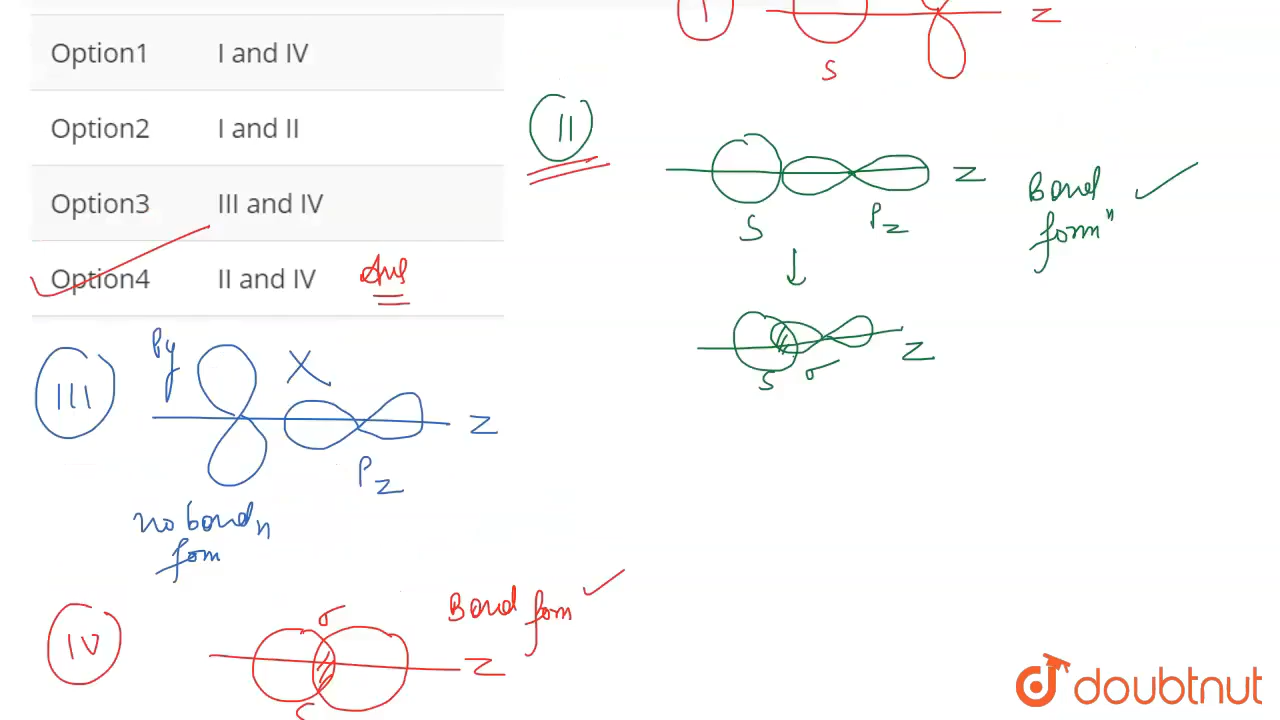 Option1 I and IV
Option2 I and II
Option3 III and IV
Option4 II and IV Ans
I
S
Z
II
S
Pz
Z
Bond
formⁿ
S σ
Z
III
Py
X
Z
Pz
no bond n
form
IV
σ
S
Z
Bond form
doubtnut